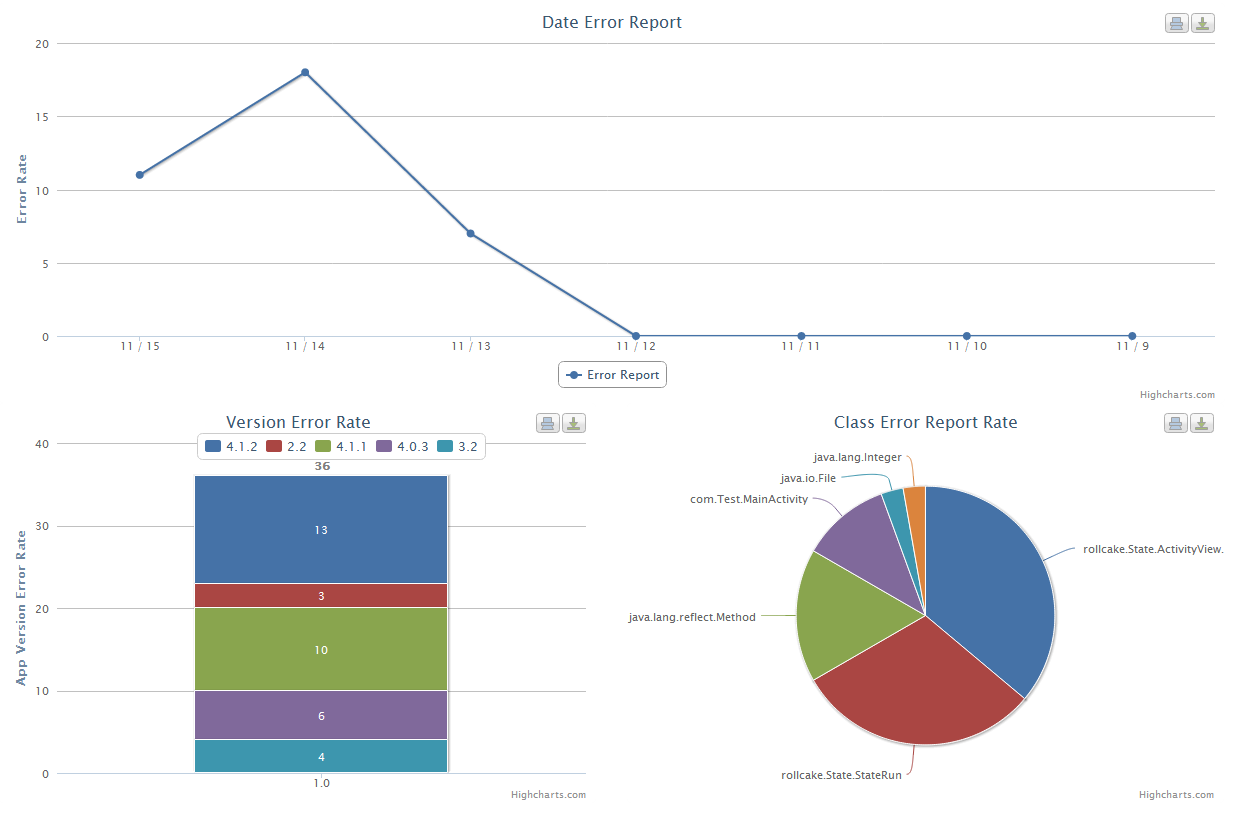 Date Error Report
20
15
10
5
0
Error Rate
11 / 15
11 / 14
11 / 13
11 / 12
11 / 11
11 / 10
11 / 9
Error Report
Highcharts.com
Version Error Rate
4.1.2
2.2
4.1.1
4.0.3
3.2
40
30
20
10
0
App Version Error Rate
36
13
3
10
6
4
1.0
Highcharts.com
Class Error Report Rate
java.lang.Integer
java.io.File
com.Test.MainActivity
rollcake.State.ActivityView.
java.lang.reflect.Method
rollcake.State.StateRun
Highcharts.com